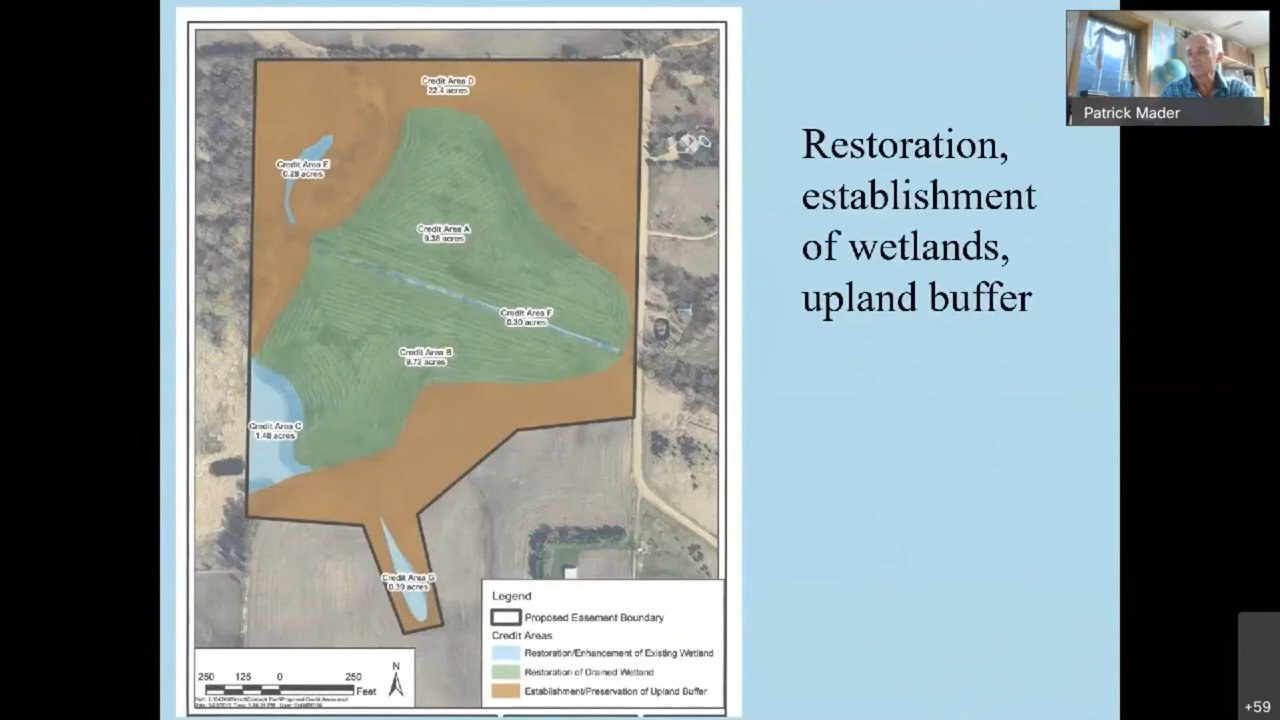 Credit Area D
22.4 acres
Credit Area E
0.28 acres
Credit Area A
9.38 acres
Credit Area F
0.30 acres
Credit Area B
9.72 acres
Credit Area C
1.48 acres
Credit Area G
0.39 acres
Legend
Proposed Easement Boundary
Credit Areas
Restoration/Enhancement of Existing Wetland
Restoration of Drained Wetland
Establishment/Preservation of Upland Buffer
N
250 125 0 250
Feet
Restoration,
establishment
of wetlands,
upland buffer
Patrick Mader
+59